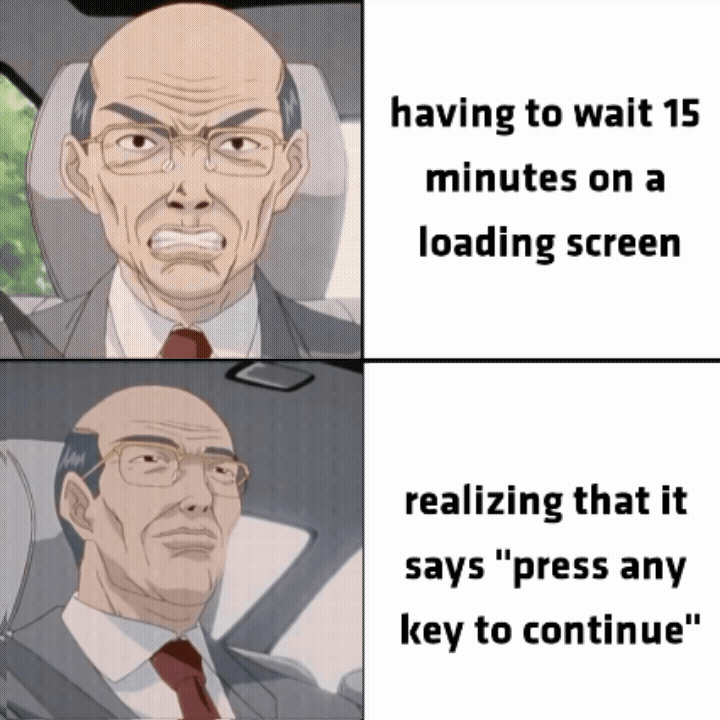 having to wait 15
minutes on a
loading screen
realizing that it
says "press any
key to continue"